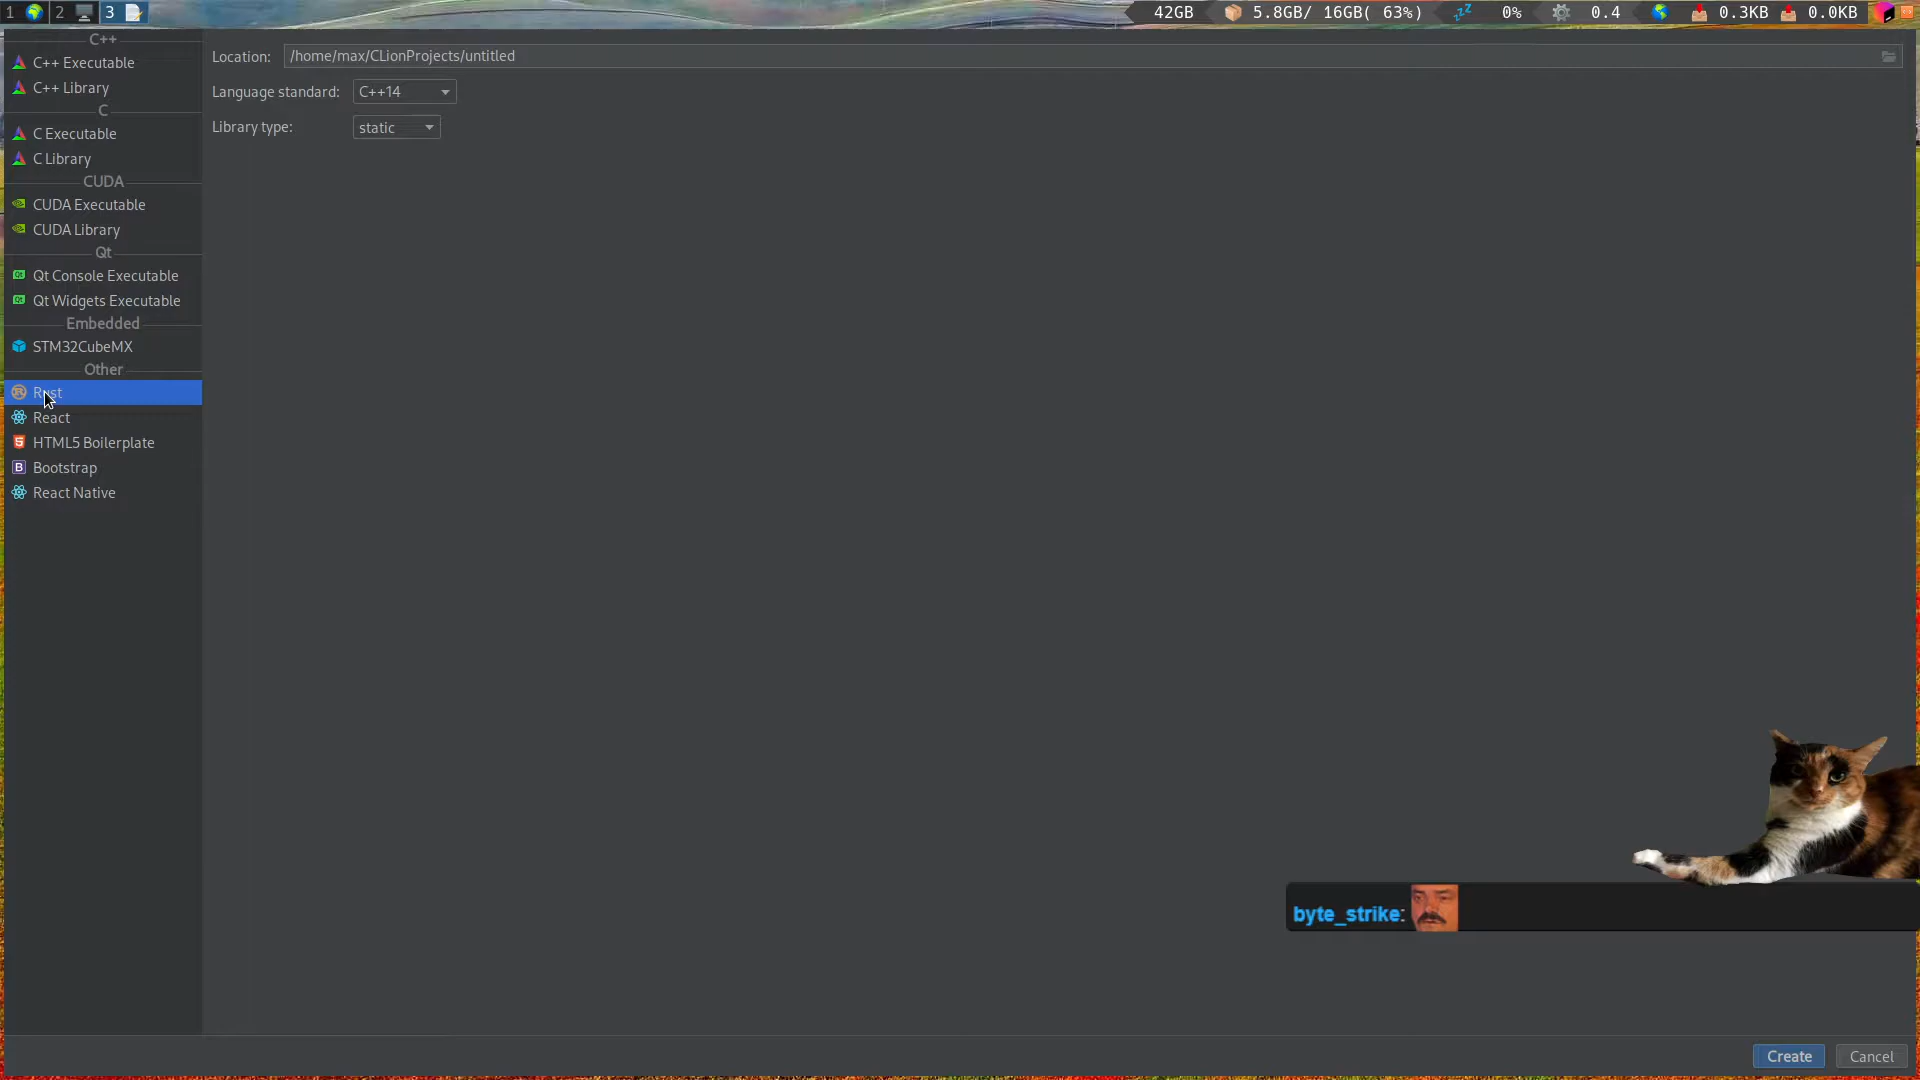 1 2 3 42GB 5.8GB/ 16GB( 63%) 0% 0.4 0.3KB 0.0KB
C++
C++ Executable
C++ Library
C
C Executable
C Library
CUDA
CUDA Executable
CUDA Library
Qt
Qt Console Executable
Qt Widgets Executable
Embedded
STM32CubeMX
Other
Rust
React
HTML5 Boilerplate
Bootstrap
React Native
Location: /home/max/CLionProjects/untitled
Language standard: C++14
Library type: static
byte_strike:
Create Cancel